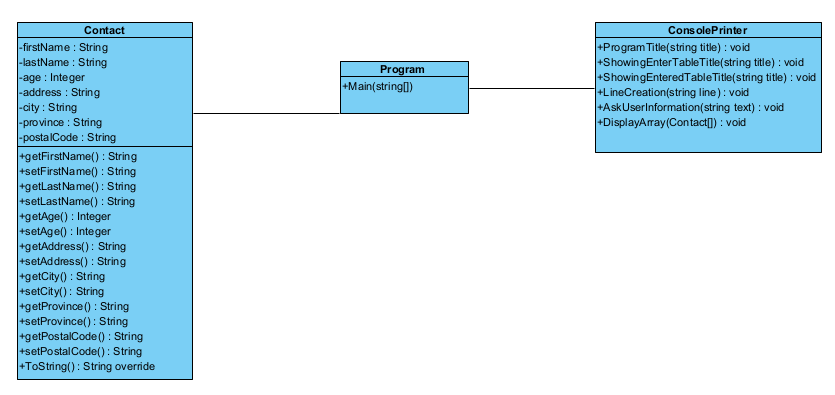 Contact
-firstName : String
-lastName : String
-age : Integer
-address : String
-city : String
-province : String
-postalCode : String
+getFirstName() : String
+setFirstName() : String
+getLastName() : String
+setLastName() : String
+getAge() : Integer
+setAge() : Integer
+getAddress() : String
+setAddress() : String
+getCity() : String
+setCity() : String
+getProvince() : String
+setProvince() : String
+getPostalCode() : String
+setPostalCode() : String
+ToString() : String override
Program
+Main(string[])
ConsolePrinter
+ProgramTitle(string title) : void
+ShowingEnterTableTitle(string title) : void
+ShowingEnteredTableTitle(string title) : void
+LineCreation(string line) : void
+AskUserInformation(string text) : void
+DisplayArray(Contact[]) : void